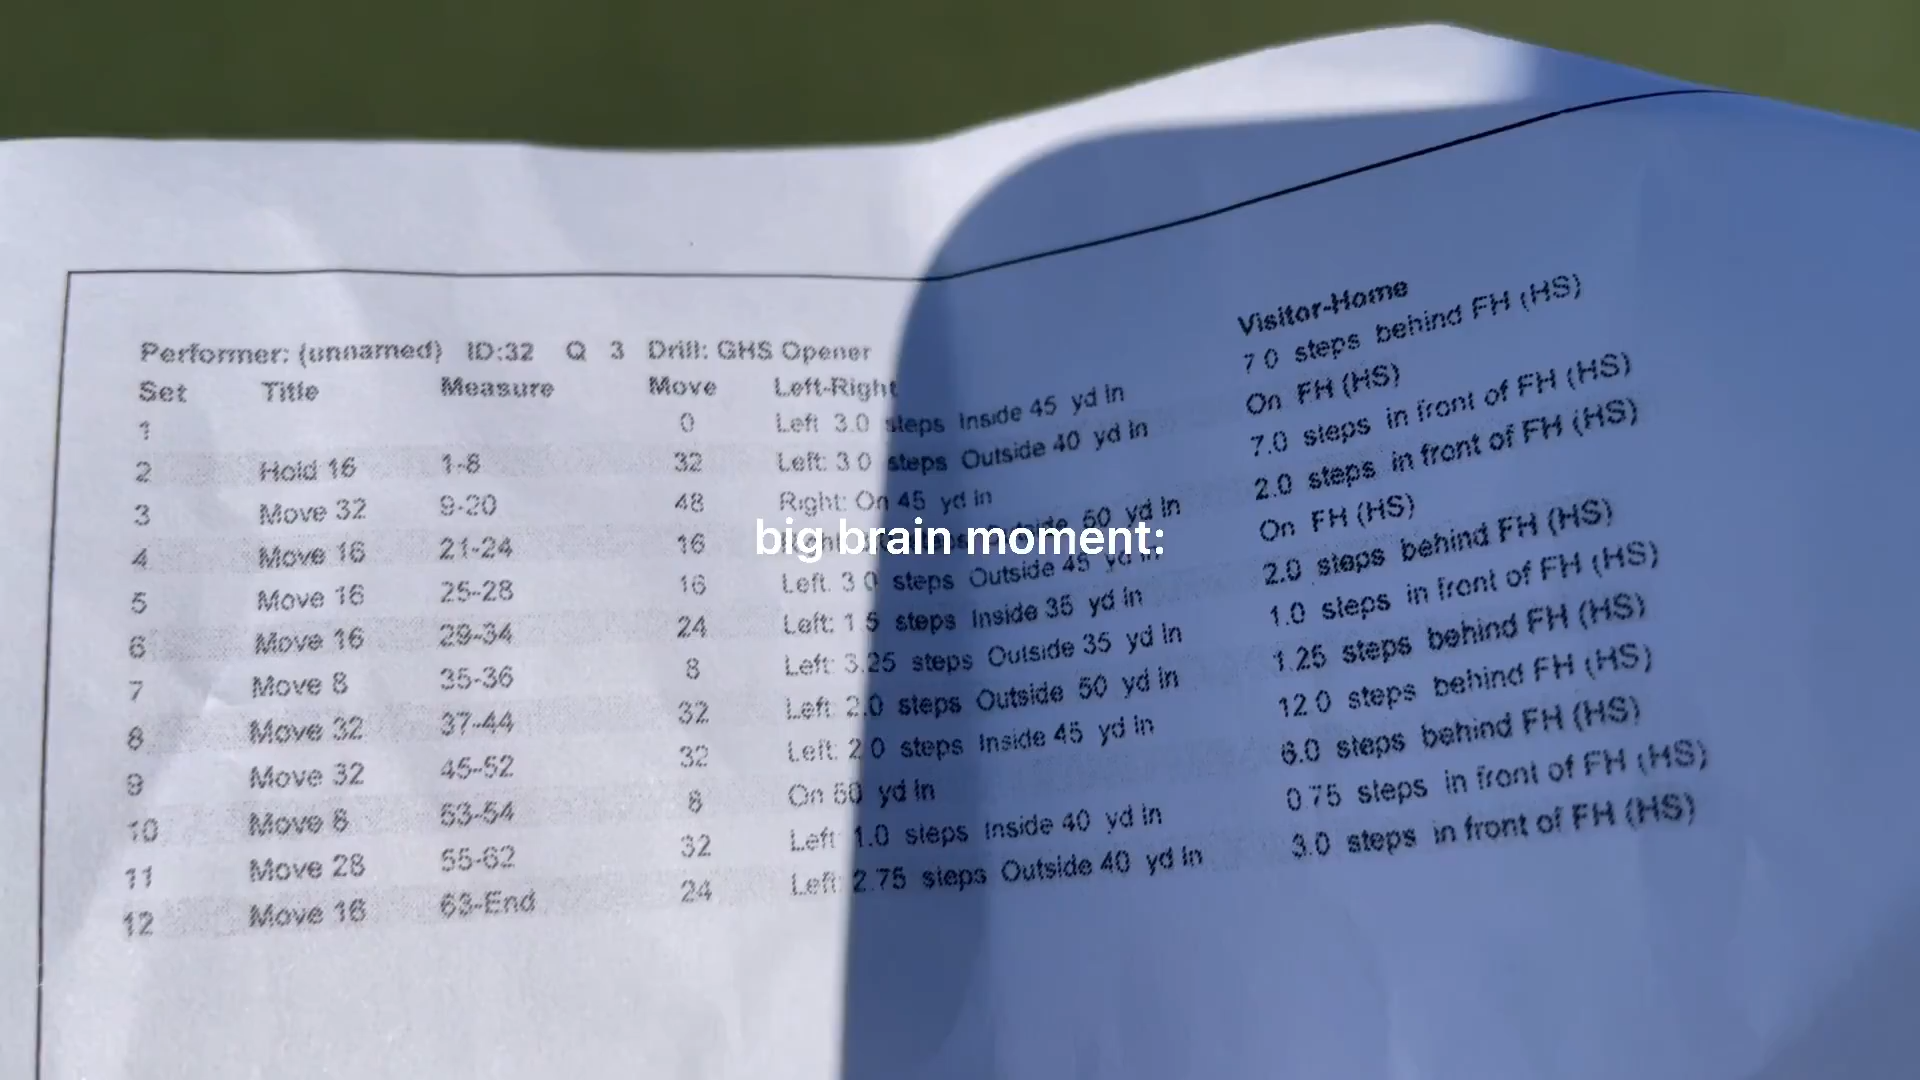 Performer: (unnamed) ID:32 Q 3 Drill: GHS Opener
Set Title Measure Move Left-Right Visitor-Home
1 0 Left 3.0 steps Inside 45 yd ln 7 0 steps behind FH (HS)
2 Hold 16 1-8 32 Left: 3 0 steps Outside 40 yd ln On FH (HS)
3 Move 32 9-20 48 Right: On 45 yd ln 7.0 steps in front of FH (HS)
4 Move 16 21-24 16 Outside 50 yd ln 2.0 steps in front of FH (HS)
5 Move 16 25-28 16 Left. 3 0 steps Outside 45 yd ln On FH (HS)
6 Move 16 29-34 24 Left: 1 5 steps Inside 35 yd ln 2.0 steps behind FH (HS)
7 Move 8 35-36 8 Left: 3.25 steps Outside 35 yd ln 1.0 steps in front of FH (HS)
8 Move 32 37-44 32 Left: 2.0 steps Outside 50 yd ln 1.25 steps behind FH (HS)
9 Move 32 45-52 32 Left: 2 0 steps Inside 45 yd ln 12 0 steps behind FH (HS)
10 Move 8 53-54 8 On 50 yd ln 6.0 steps behind FH (HS)
11 Move 28 55-62 32 Left: 1.0 steps Inside 40 yd ln 0.75 steps in front of FH (HS)
12 Move 16 63-End 24 Left: 2.75 steps Outside 40 yd ln 3.0 steps in front of FH (HS)
big brain moment: